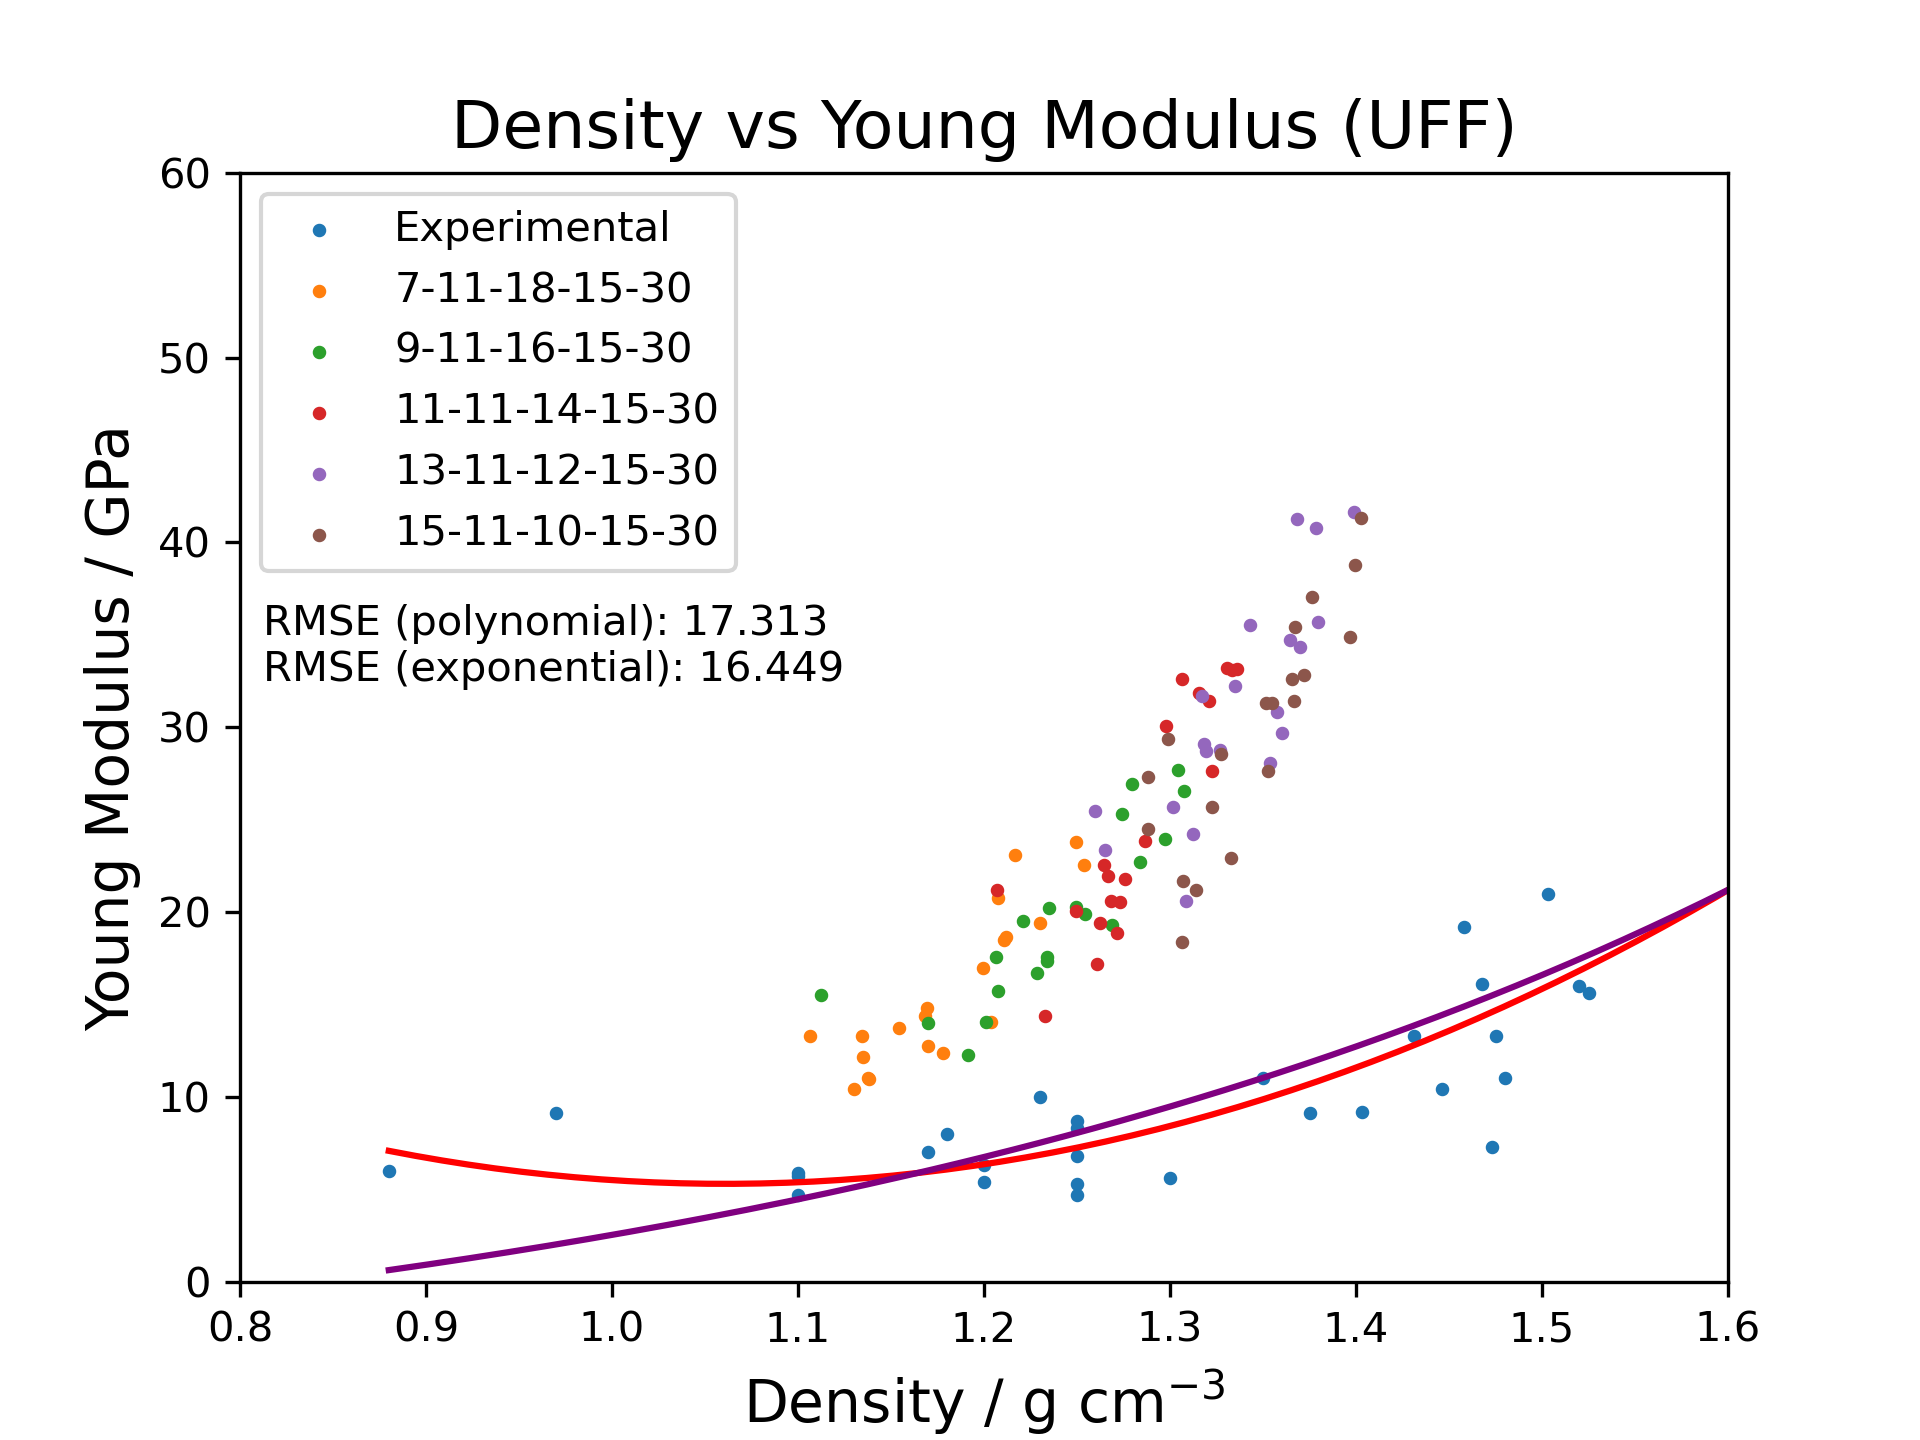 Density vs Young Modulus (UFF)
60
50
40
30
20
10
0
Young Modulus / GPa
Experimental
7-11-18-15-30
9-11-16-15-30
11-11-14-15-30
13-11-12-15-30
15-11-10-15-30
RMSE (polynomial): 17.313
RMSE (exponential): 16.449
0.8 0.9 1.0 1.1 1.2 1.3 1.4 1.5 1.6
Density / g cm⁻³